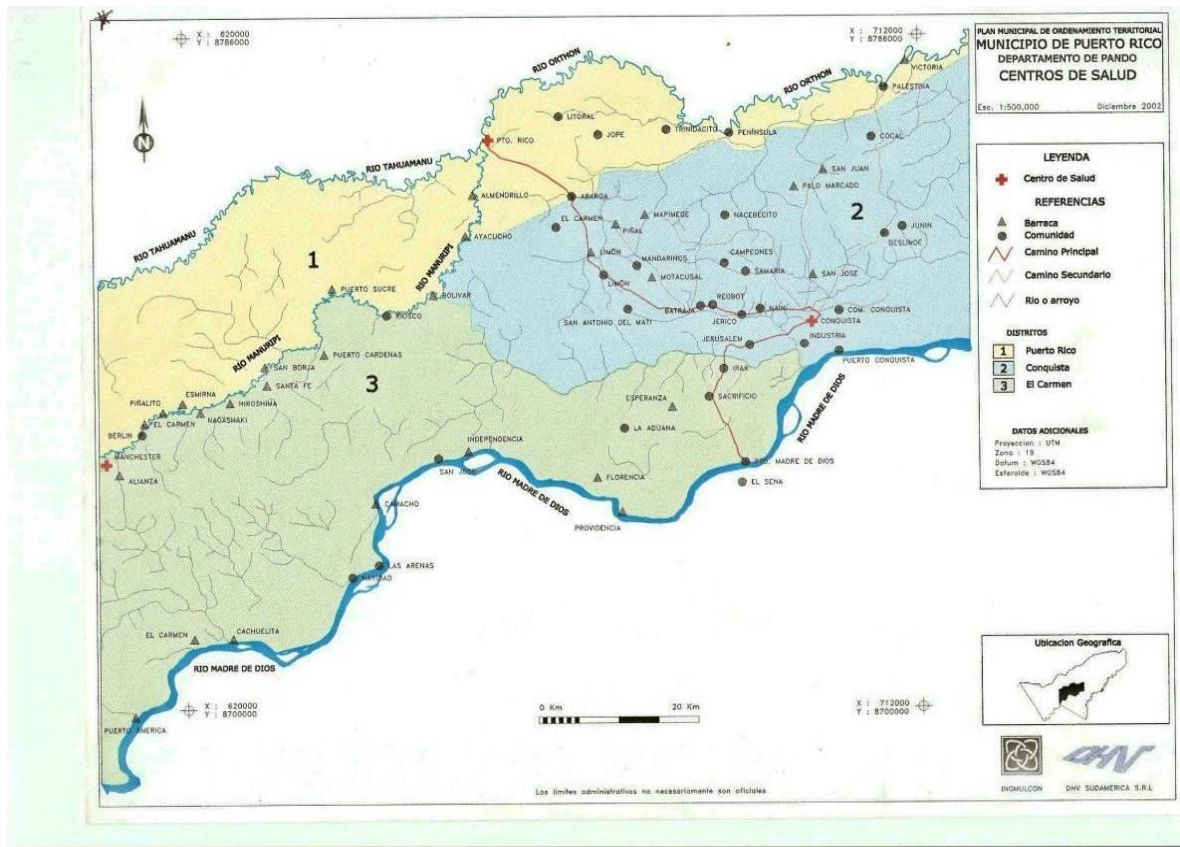 X : 620000
Y : 8786000
X : 712000
Y : 8786000
PLAN MUNICIPAL DE ORDENAMIENTO TERRITORIAL
MUNICIPIO DE PUERTO RICO
DEPARTAMENTO DE PANDO
CENTROS DE SALUD
Esc. 1:500,000 Diciembre 2002
N
RIO ORTHON
RIO ORTHON
VICTORIA
PALESTINA
LITORAL
JOPE
TRINIDACITO
PENÍNSULA
COCAL
PTO. RICO
RIO TAHUAMANU
SAN JUAN
PALO MARCADO
ALMENDRILLO
ABAROA
EL CARMEN
MAPIMEGE
PIÑAL
NACEBECITO
2
JUNIN
DESLINDE
AYACUCHO
RIO TAHUAMANU
1
RIO MANURIPI
LIMÓN
MANDARINOS
CAMPEONES
SAMARIA
LIMÓN
MOTACUSAL
SAN JOSE
PUERTO SUCRE
BOLIVAR
KIOSCO
SAN ANTONIO DEL MATI
BATRAJA
REOBOT
JERICO
NAÍN
COM. CONQUISTA
CONQUISTA
JERUSALEM
INDUSTRIA
PUERTO CONQUISTA
RIO MANURIPI
PUERTO CARDENAS
SAN BORJA
SANTA FE
3
IRAK
SACRIFICIO
ESPERANZA
ESMIRNA
HIROSHIMA
PIÑALITO
EL CARMEN
NAGASHAKI
BERLIN
LA ADUANA
RIO MADRE DE DIOS
MANCHESTER
ALIANZA
INDEPENDENCIA
SAN JOSE
RIO MADRE DE DIOS
FLORENCIA
PTO. MADRE DE DIOS
EL SENA
CAMACHO
PROVIDENCIA
LAS ARENAS
NAVIDAD
EL CARMEN
CACHUELITA
RIO MADRE DE DIOS
PUERTO AMERICA
X : 620000
Y : 8700000
0 Km 20 Km
X : 712000
Y : 8700000
Los limites administrativos no necesariamente son oficiales
LEYENDA
Centro de Salud
REFERENCIAS
Barraca
Comunidad
Camino Principal
Camino Secundario
Rio o arroyo
DISTRITOS
1 Puerto Rico
2 Conquista
3 El Carmen
DATOS ADICIONALES
Proyeccion : UTM
Zona : 19
Datum : WGS84
Esferoide : WGS84
Ubicacion Geografica
DHV
INGMULCON DHV SUDAMERICA S.R.L